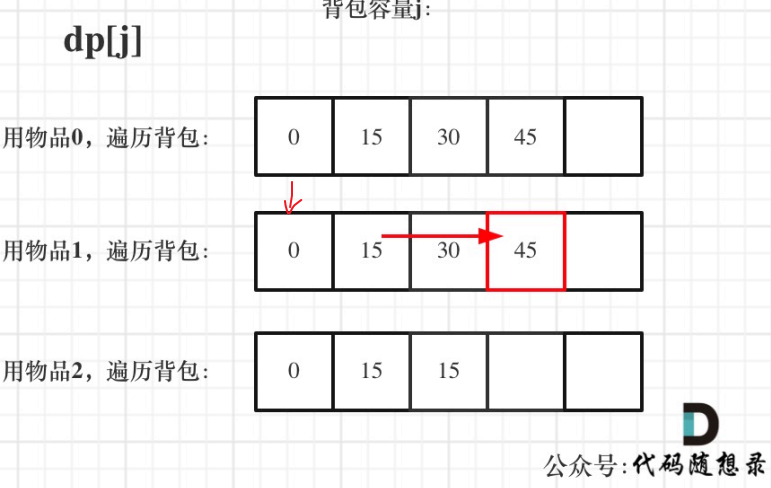 背包容量j:
dp[j]
用物品0，遍历背包: 0 15 30 45
用物品1，遍历背包: 0 15 30 45
用物品2，遍历背包: 0 15 15
公众号:代码随想录